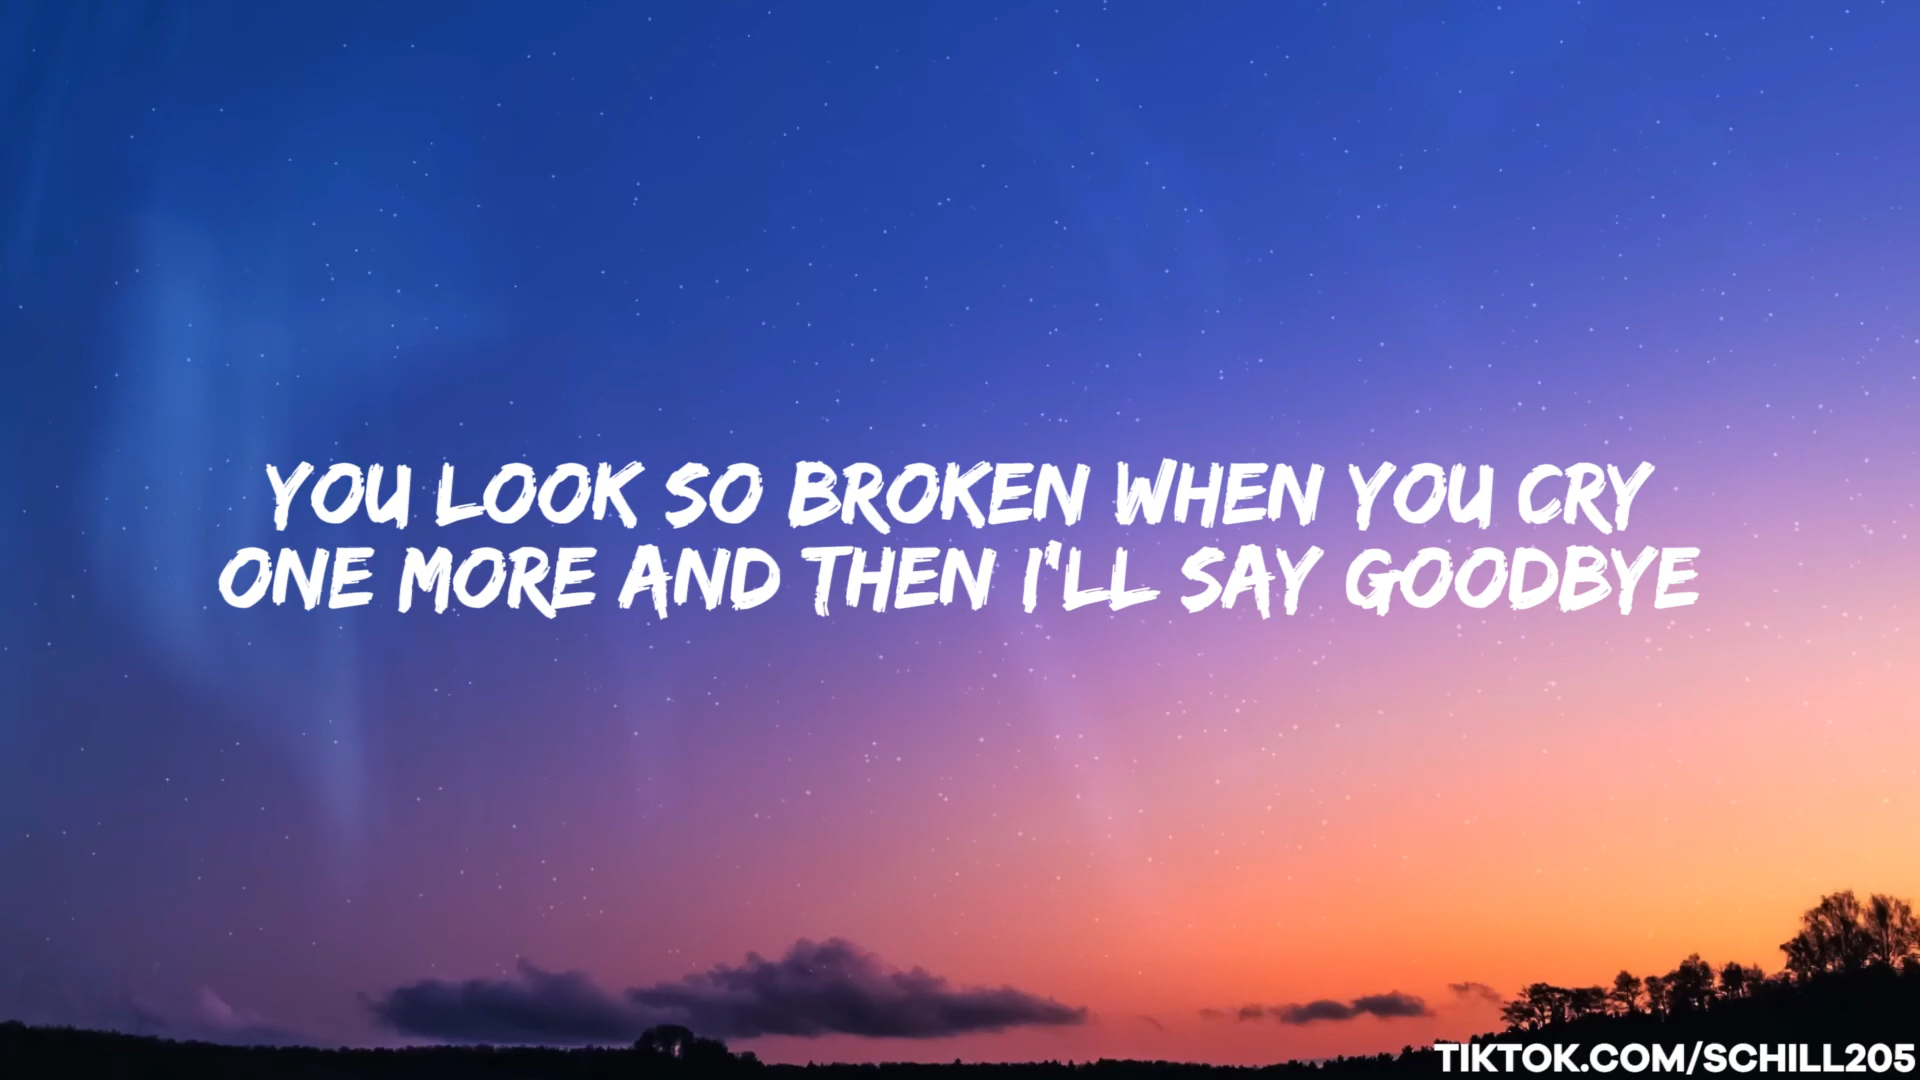 YOU LOOK SO BROKEN WHEN YOU CRY
ONE MORE AND THEN I'LL SAY GOODBYE
TIKTOK.COM/SCHILL205